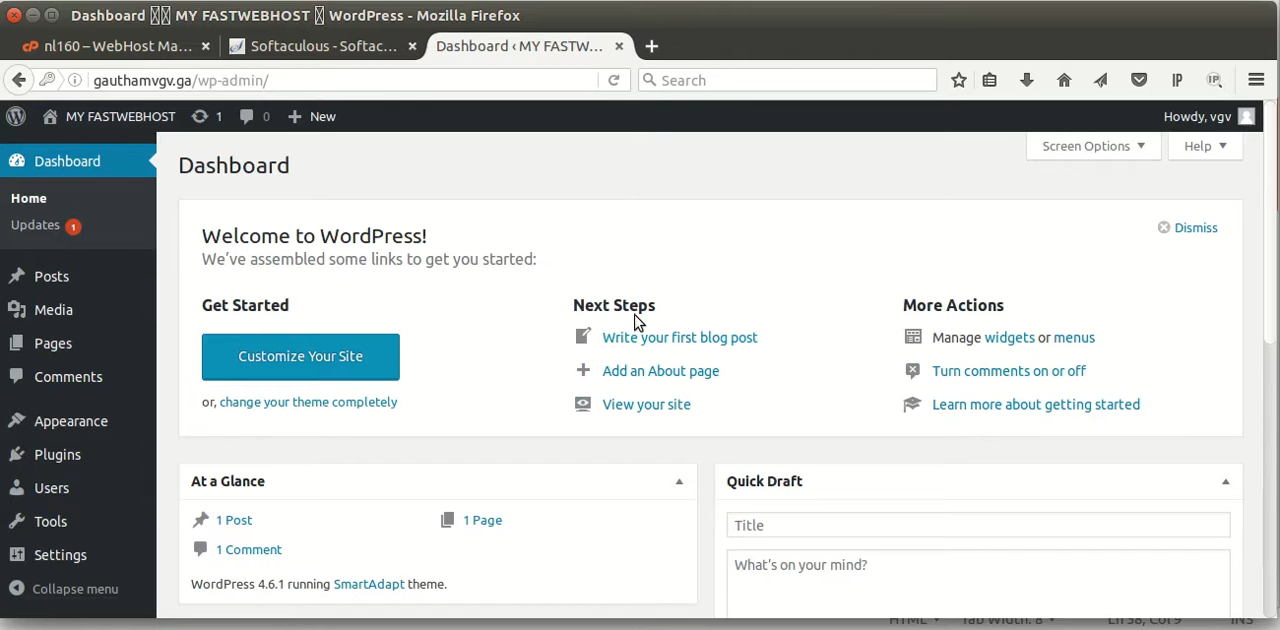 Dashboard MY FASTWEBHOST WordPress - Mozilla Firefox
nl160 – WebHost Ma... × Softaculous - Softac... × Dashboard ‹ MY FASTW... ×
gauthamvgv.ga/wp-admin/ Search
MY FASTWEBHOST 1 0 New Howdy, vgv
Dashboard
Home
Updates 1
Posts
Media
Pages
Comments
Appearance
Plugins
Users
Tools
Settings
Collapse menu
Screen Options Help
Dashboard
Welcome to WordPress! Dismiss
We've assembled some links to get you started:
Get Started
Customize Your Site
or, change your theme completely
Next Steps
Write your first blog post
Add an About page
View your site
More Actions
Manage widgets or menus
Turn comments on or off
Learn more about getting started
At a Glance
1 Post 1 Page
1 Comment
WordPress 4.6.1 running SmartAdapt theme.
Quick Draft
Title
What's on your mind?